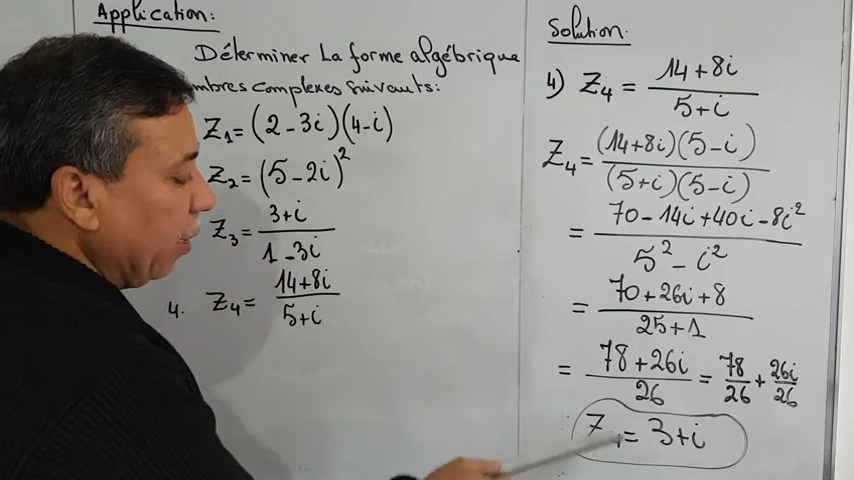 Application:
Déterminer la forme algébrique
mbres complexes suivants:
Z₁ = (2 - 3i)(4 - i)
Z₂ = (5 - 2i)²
Z₃ = (3+i)/(1 - 3i)
4. Z₄ = (14+8i)/(5+i)
Solution:
4) Z₄ = (14+8i)/(5+i)
Z₄ = (14+8i)(5-i)/(5+i)(5-i)
= (70 - 14i + 40i - 8i²)/(5² - i²)
= (70 + 26i + 8)/(25+1)
= (78 + 26i)/26 = 78/26 + 26i/26
Z₄ = 3+i